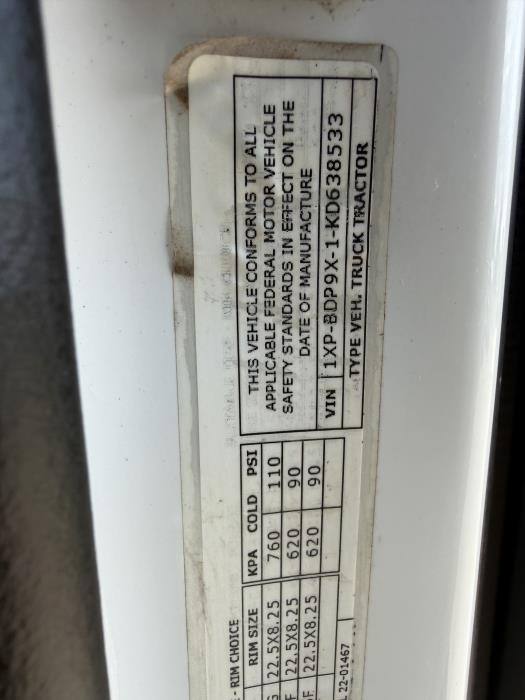 - RIM CHOICE
RIM SIZE KPA COLD PSI
22.5X8.25 760 110
22.5X8.25 620 90
22.5X8.25 620 90
22-01467
THIS VEHICLE CONFORMS TO ALL
APPLICABLE FEDERAL MOTOR VEHICLE
SAFETY STANDARDS IN EFFECT ON THE
DATE OF MANUFACTURE
VIN 1XP-BDP9X-1-KD638533
TYPE VEH. TRUCK TRACTOR